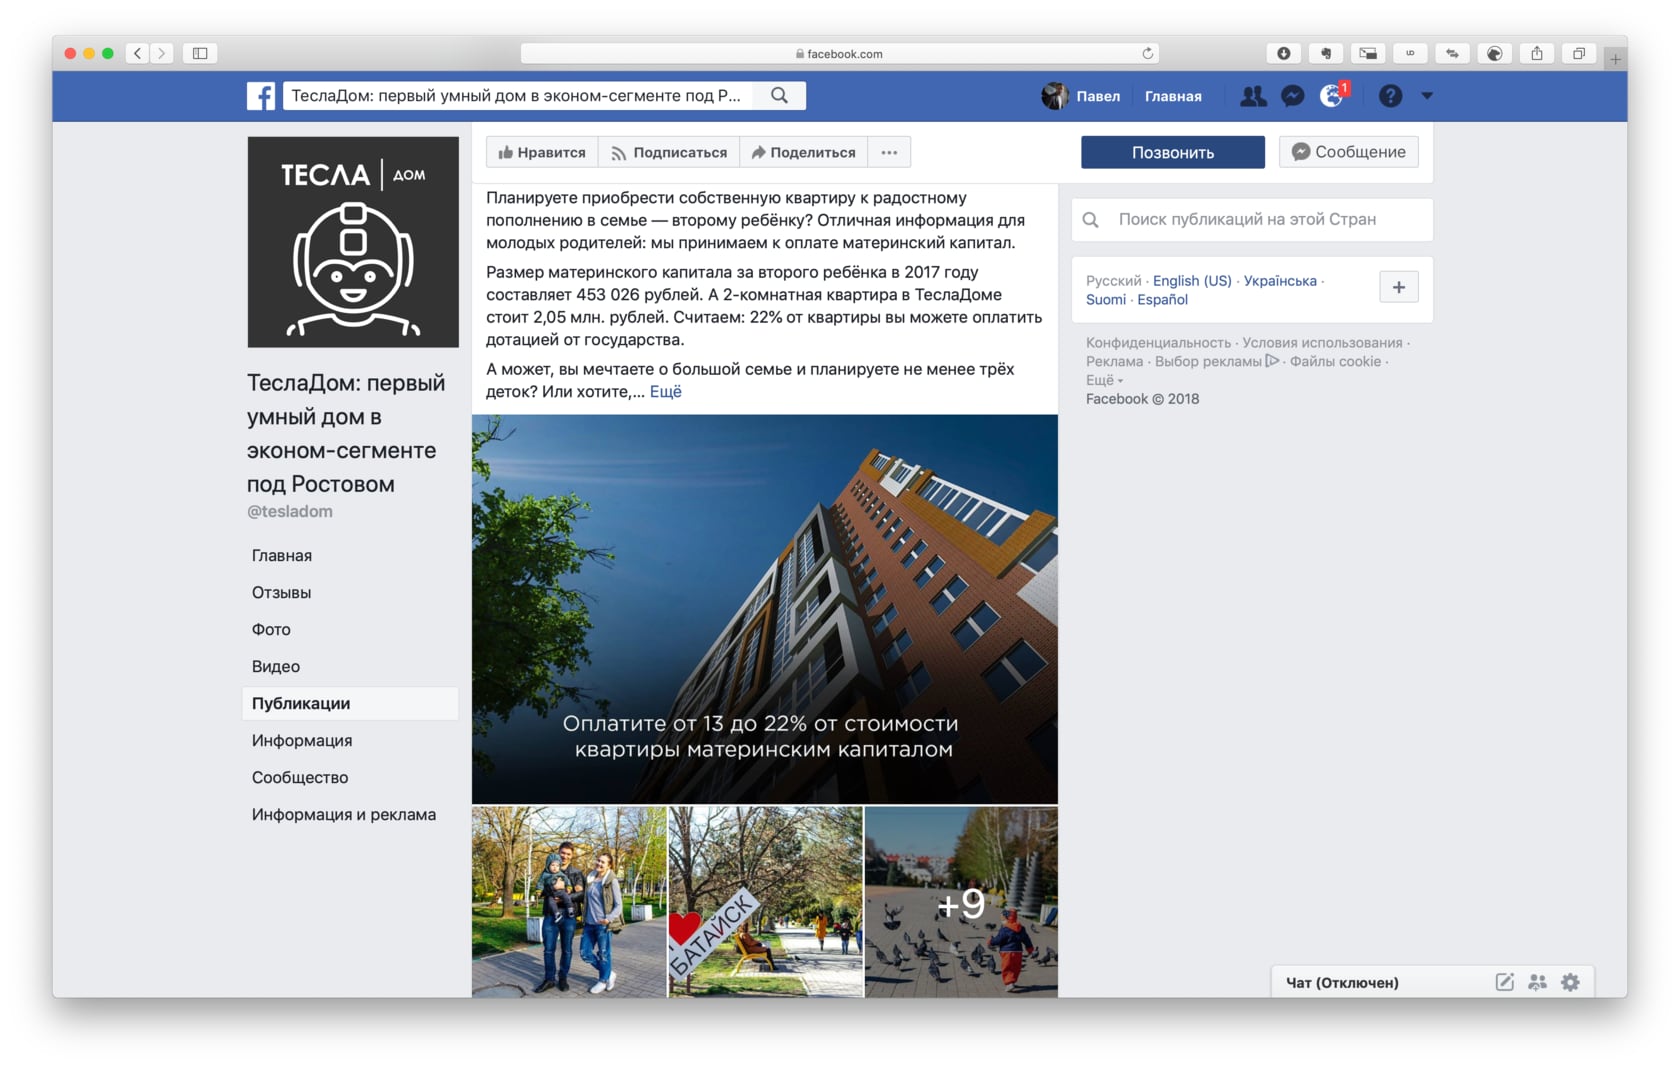 facebook.com
ТеслаДом: первый умный дом в эконом-сегменте под Р...
Павел
Главная
1
ТЕСЛА | ДОМ
ТеслаДом: первый
умный дом в
эконом-сегменте
под Ростовом
@tesladom
Главная
Отзывы
Фото
Видео
Публикации
Информация
Сообщество
Информация и реклама
Нравится
Подписаться
Поделиться
Позвонить
Сообщение
Планируете приобрести собственную квартиру к радостному
пополнению в семье — второму ребёнку? Отличная информация для
молодых родителей: мы принимаем к оплате материнский капитал.
Размер материнского капитала за второго ребёнка в 2017 году
составляет 453 026 рублей. А 2-комнатная квартира в ТеслаДоме
стоит 2,05 млн. рублей. Считаем: 22% от квартиры вы можете оплатить
дотацией от государства.
А может, вы мечтаете о большой семье и планируете не менее трёх
деток? Или хотите,... Ещё
Оплатите от 13 до 22% от стоимости
квартиры материнским капиталом
БАТАЙСК
+9
Поиск публикаций на этой Стран
Русский · English (US) · Українська ·
Suomi · Español
Конфиденциальность · Условия использования ·
Реклама · Выбор рекламы · Файлы cookie ·
Ещё
Facebook © 2018
Чат (Отключен)